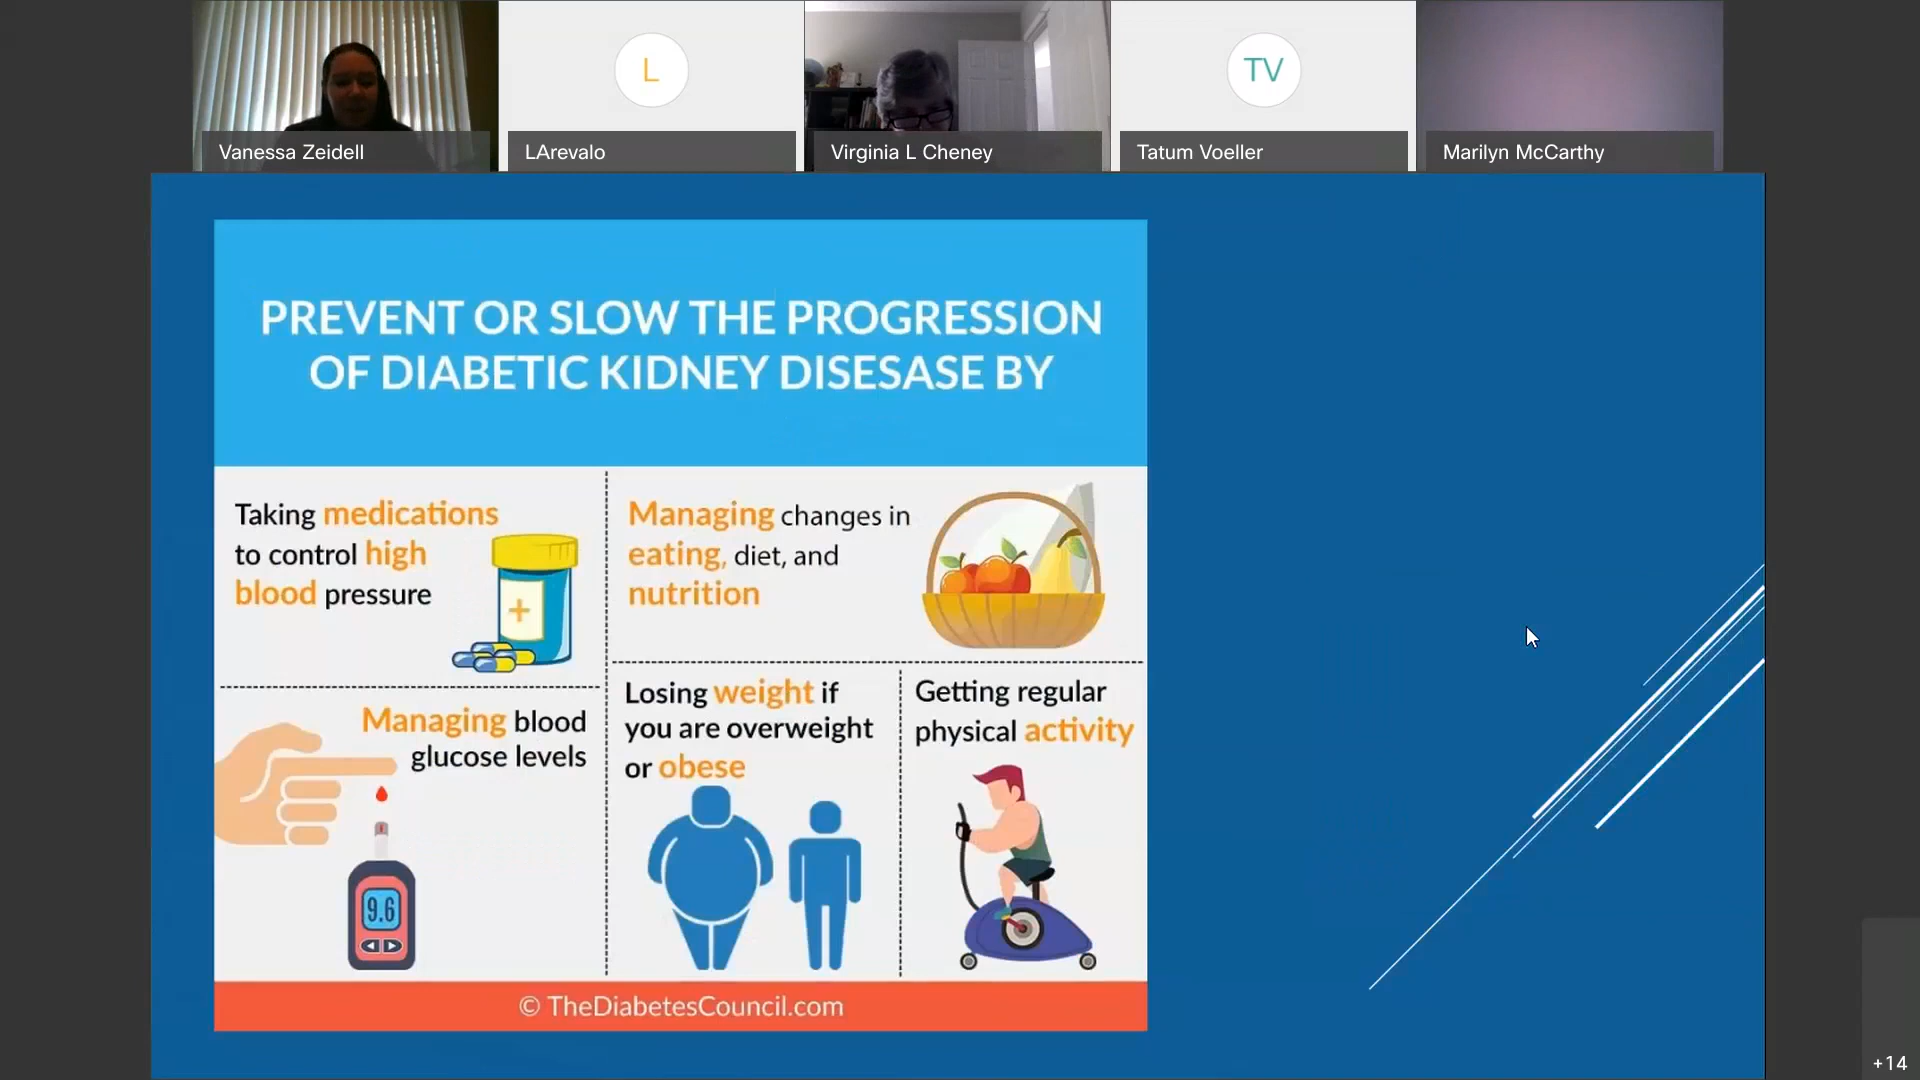 L
TV
Vanessa Zeidell
LArevalo
Virginia L Cheney
Tatum Voeller
Marilyn McCarthy
PREVENT OR SLOW THE PROGRESSION
OF DIABETIC KIDNEY DISESASE BY
Taking medications
to control high
blood pressure
Managing changes in
eating, diet, and
nutrition
Managing blood
glucose levels
9.6
Losing weight if
you are overweight
or obese
Getting regular
physical activity
© TheDiabetesCouncil.com
+14